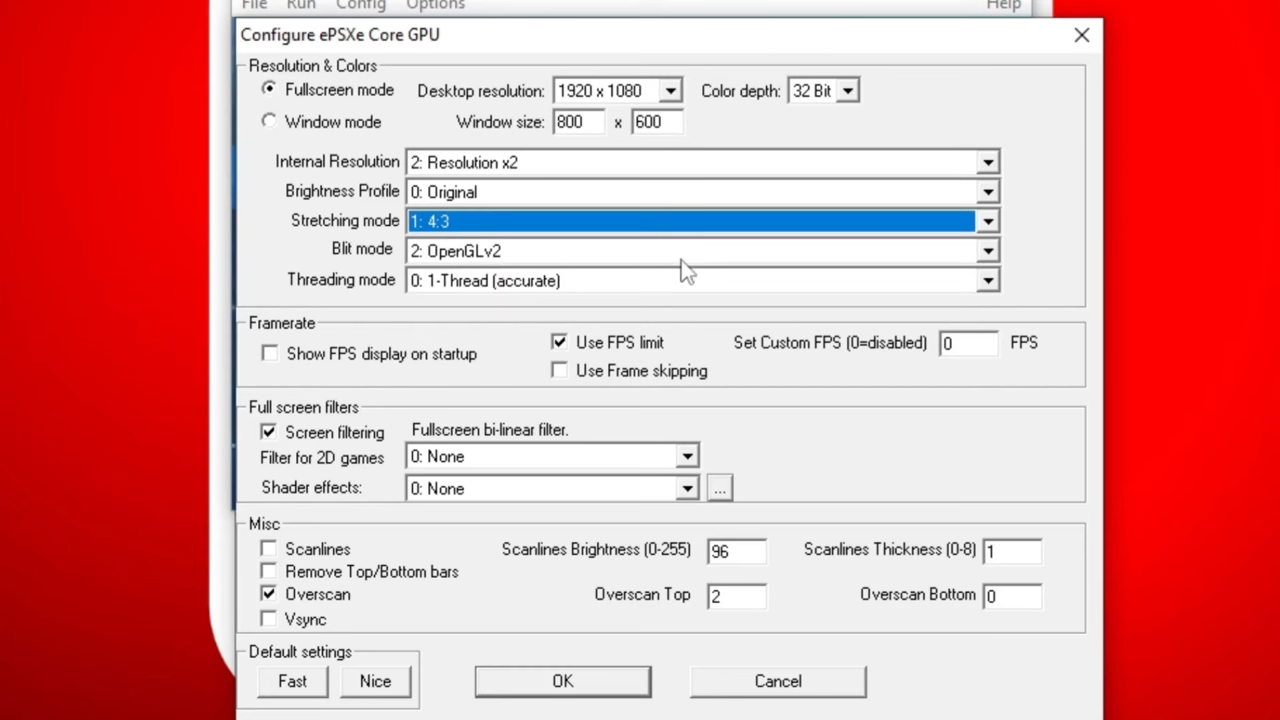 File Run Config Options Help
Configure ePSXe Core GPU
Resolution & Colors
Fullscreen mode Desktop resolution: 1920 x 1080 Color depth: 32 Bit
Window mode Window size: 800 x 600
Internal Resolution 2: Resolution x2
Brightness Profile 0: Original
Stretching mode 1: 4:3
Blit mode 2: OpenGLv2
Threading mode 0: 1-Thread (accurate)
Framerate
Show FPS display on startup Use FPS limit Set Custom FPS (0=disabled) 0 FPS
Use Frame skipping
Full screen filters
Screen filtering Fullscreen bi-linear filter.
Filter for 2D games 0: None
Shader effects: 0: None ...
Misc
Scanlines Scanlines Brightness (0-255) 96 Scanlines Thickness (0-8) 1
Remove Top/Bottom bars
Overscan Overscan Top 2 Overscan Bottom 0
Vsync
Default settings
Fast Nice OK Cancel